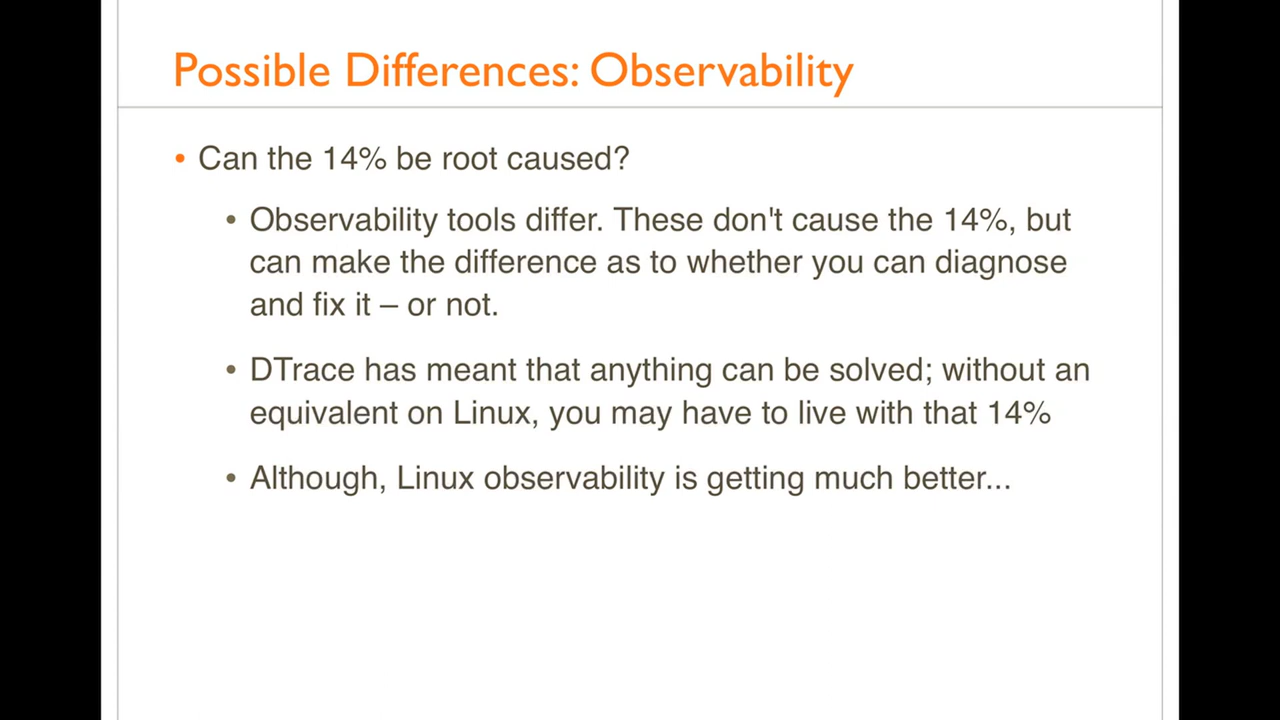 Possible Differences: Observability
• Can the 14% be root caused?
• Observability tools differ. These don't cause the 14%, but
can make the difference as to whether you can diagnose
and fix it – or not.
• DTrace has meant that anything can be solved; without an
equivalent on Linux, you may have to live with that 14%
• Although, Linux observability is getting much better...